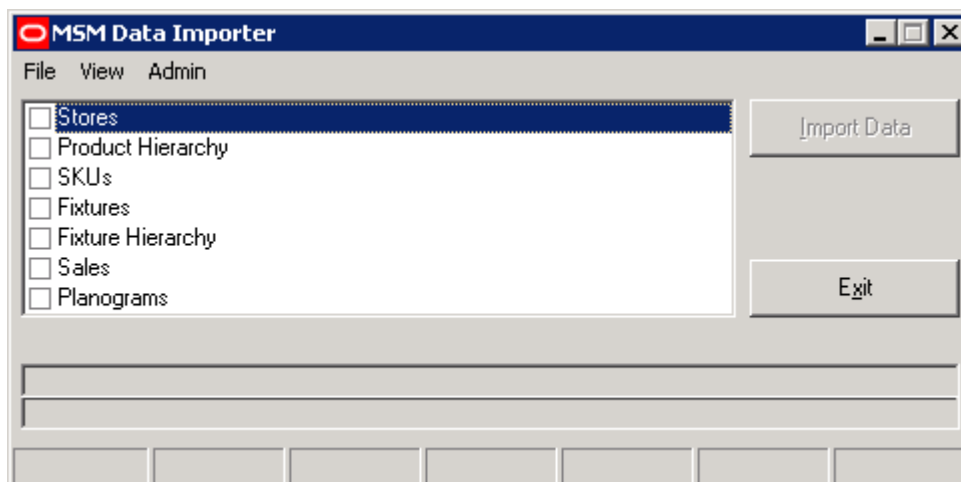 MSM Data Importer
File View Admin
Stores
Product Hierarchy
SKUs
Fixtures
Fixture Hierarchy
Sales
Planograms
Import Data
Exit